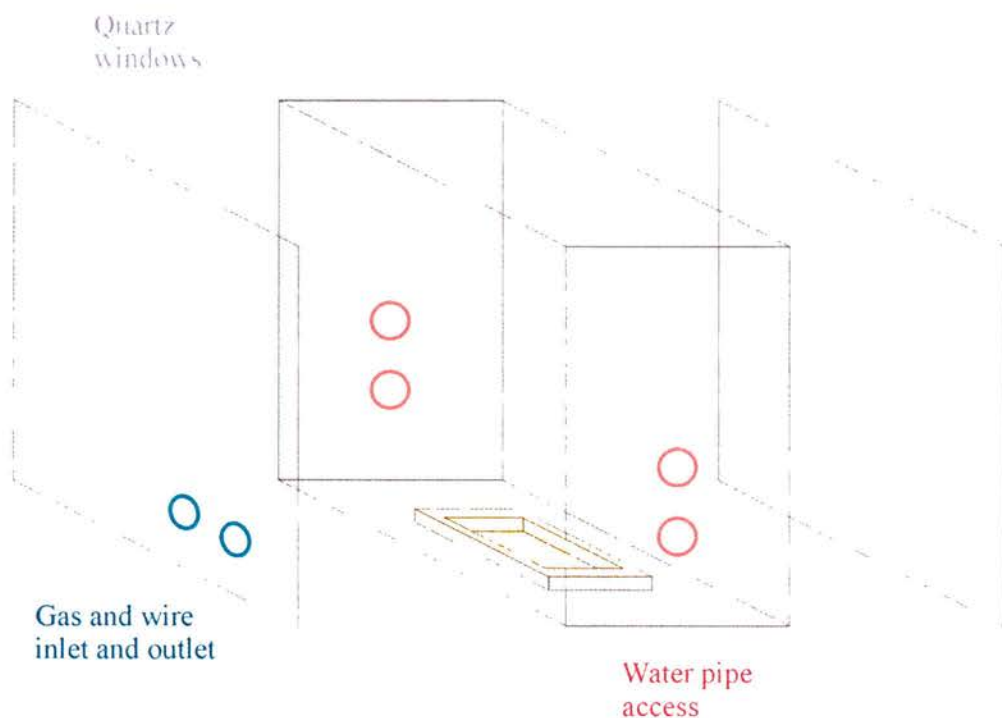 Quartz
windows
Gas and wire
inlet and outlet
Water pipe
access